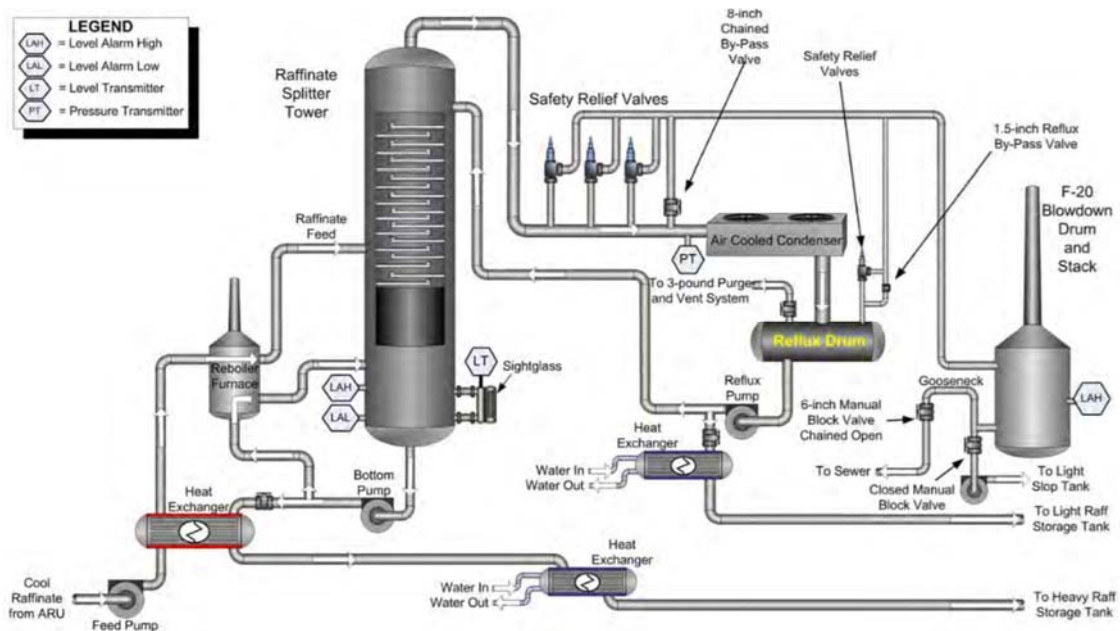 LEGEND
LAH = Level Alarm High
LAL = Level Alarm Low
LT = Level Transmitter
PT = Pressure Transmitter
Raffinate
Splitter
Tower
8-inch
Chained
By-Pass
Valve
Safety Relief Valves
Safety Relief
Valves
1.5-inch Reflux
By-Pass Valve
F-20
Blowdown
Drum
and
Stack
Raffinate
Feed
Air Cooled Condenser
PT
To 3-pound Purge
and Vent System
Reflux Drum
Reboiler
Furnace
LT
Sightglass
LAH
LAL
Reflux
Pump
Gooseneck
LAH
6-inch Manual
Block Valve
Chained Open
Heat
Exchanger
Water In
Water Out
To Sewer
Closed Manual
Block Valve
To Light
Slop Tank
Bottom
Pump
Heat
Exchanger
To Light Raff
Storage Tank
Heat
Exchanger
Water In
Water Out
Cool
Raffinate
from ARU
Feed Pump
To Heavy Raff
Storage Tank